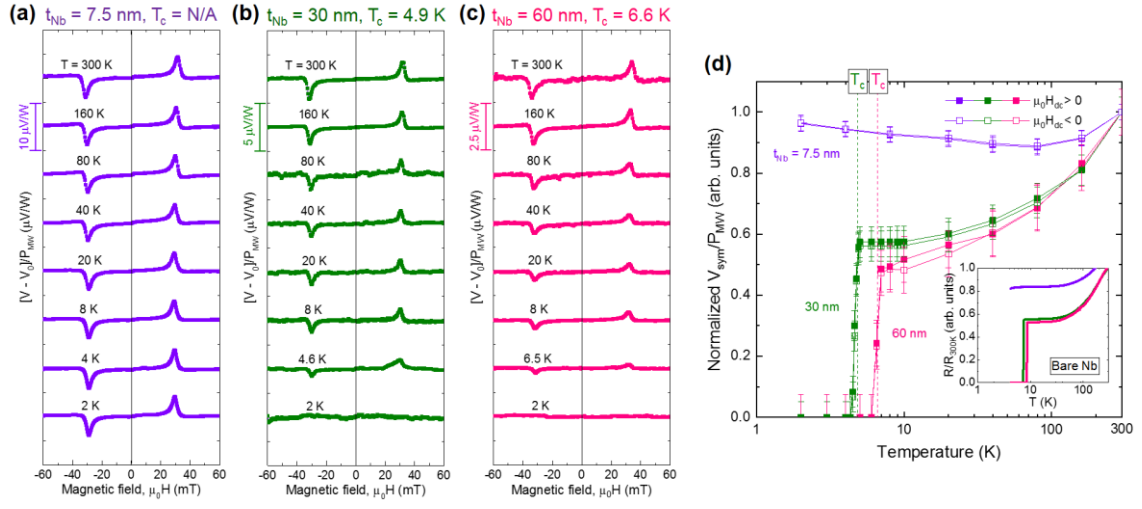 (a) t_Nb = 7.5 nm, T_c = N/A
(b) t_Nb = 30 nm, T_c = 4.9 K
(c) t_Nb = 60 nm, T_c = 6.6 K
[V - V_0]/P_MW (μV/W)
10 μV/W
T = 300 K
160 K
80 K
40 K
20 K
8 K
4 K
2 K
-60 -40 -20 0 20 40 60
Magnetic field, μ_0H (mT)
[V - V_0]/P_MW (μV/W)
5 μV/W
T = 300 K
160 K
80 K
40 K
20 K
8 K
4.6 K
2 K
-60 -40 -20 0 20 40 60
Magnetic field, μ_0H (mT)
[V - V_0]/P_MW (μV/W)
2.5 μV/W
T = 300 K
160 K
80 K
40 K
20 K
8 K
6.5 K
2 K
-60 -40 -20 0 20 40 60
Magnetic field, μ_0H (mT)
(d)
T_c T_c
Normalized V_sym/P_MW (arb. units)
1.0
0.8
0.6
0.4
0.2
0.0
μ_0H_dc > 0
μ_0H_dc < 0
t_Nb = 7.5 nm
30 nm
60 nm
R/R_300K (arb. units)
1.0
0.8
0.6
0.4
0.2
0.0
Bare Nb
1 10 100
T (K)
1 10 100 300
Temperature (K)